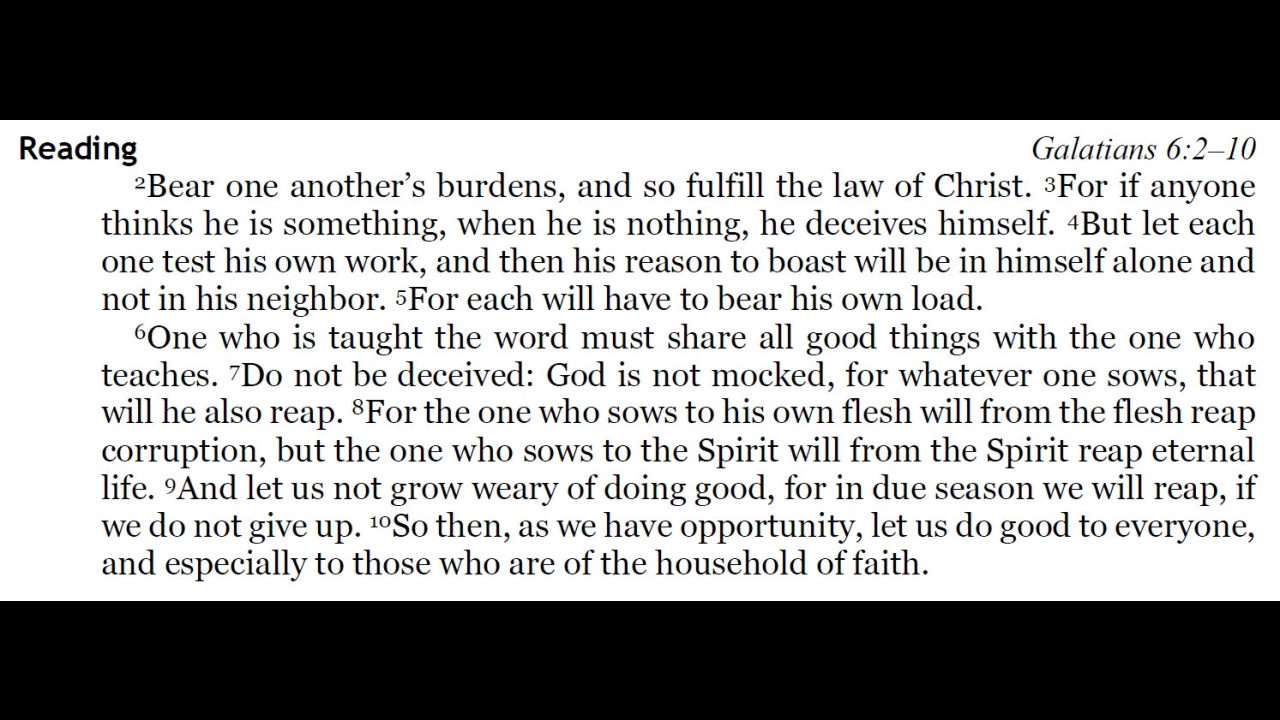 Reading Galatians 6:2–10
²Bear one another’s burdens, and so fulfill the law of Christ. ³For if anyone
thinks he is something, when he is nothing, he deceives himself. ⁴But let each
one test his own work, and then his reason to boast will be in himself alone and
not in his neighbor. ⁵For each will have to bear his own load.
⁶One who is taught the word must share all good things with the one who
teaches. ⁷Do not be deceived: God is not mocked, for whatever one sows, that
will he also reap. ⁸For the one who sows to his own flesh will from the flesh reap
corruption, but the one who sows to the Spirit will from the Spirit reap eternal
life. ⁹And let us not grow weary of doing good, for in due season we will reap, if
we do not give up. ¹⁰So then, as we have opportunity, let us do good to everyone,
and especially to those who are of the household of faith.